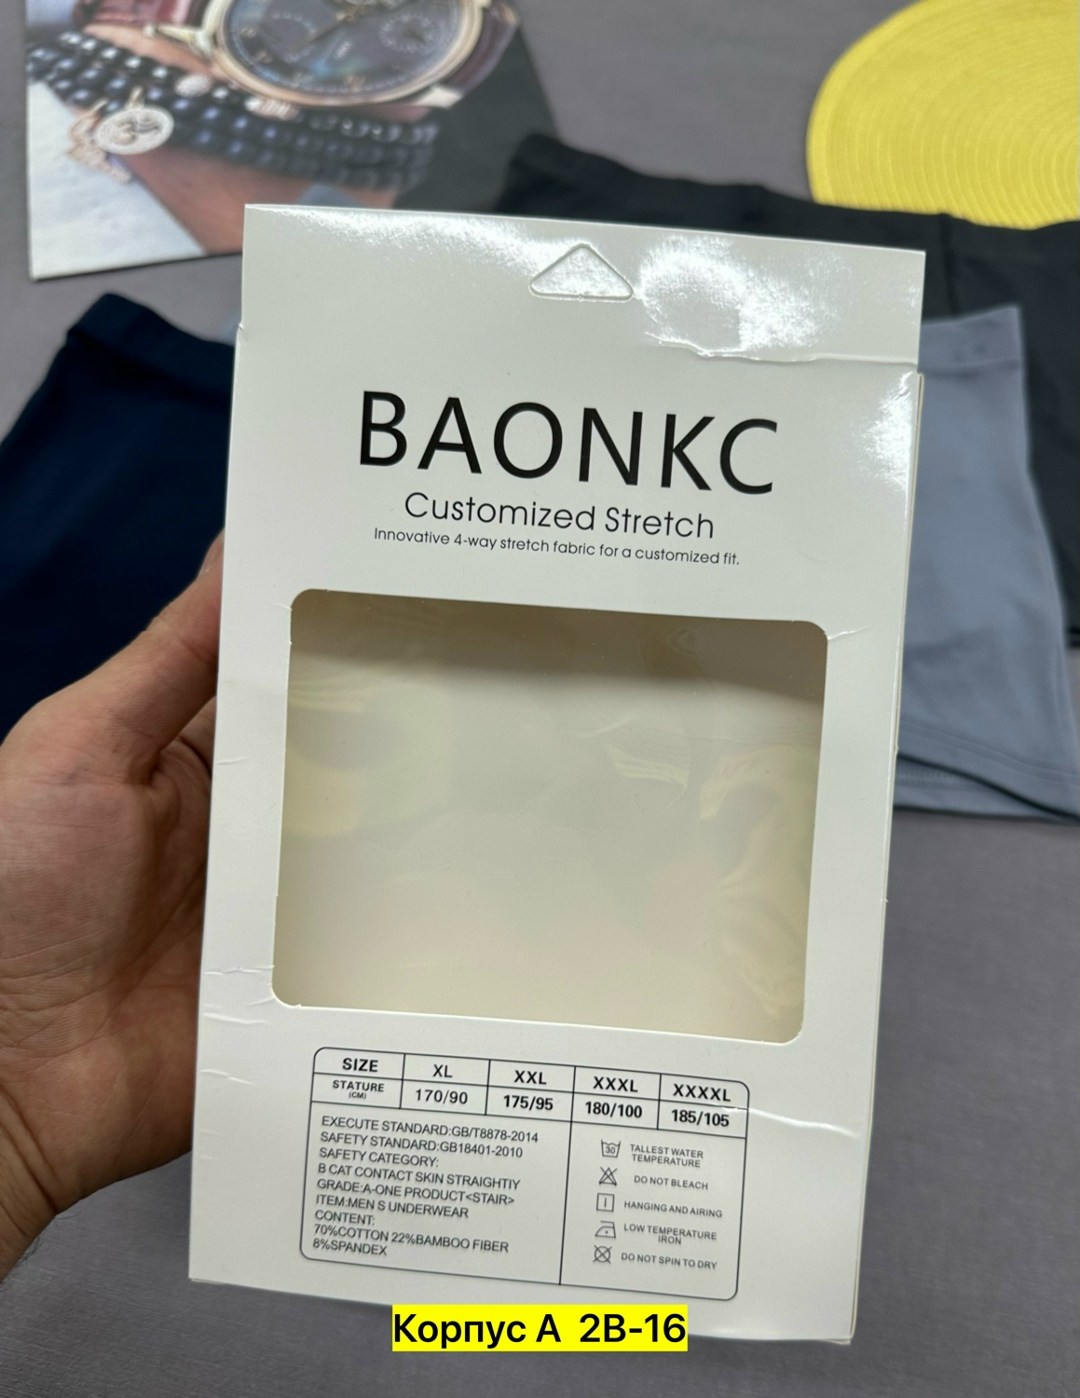 BAONKC
Customized Stretch
Innovative 4-way stretch fabric for a customized fit.
SIZE XL XXL XXXL XXXXL
STATURE (CM) 170/90 175/95 180/100 185/105
EXECUTE STANDARD:GB/T8878-2014
SAFETY STANDARD:GB18401-2010
SAFETY CATEGORY:
B CAT CONTACT SKIN STRAIGHTIY
GRADE:A-ONE PRODUCT<STAIR>
ITEM:MEN S UNDERWEAR
CONTENT:
70%COTTON 22%BAMBOO FIBER
8%SPANDEX
30 TALLEST WATER
TEMPERATURE
DO NOT BLEACH
HANGING AND AIRING
LOW TEMPERATURE
IRON
DO NOT SPIN TO DRY
Корпус А 2В-16